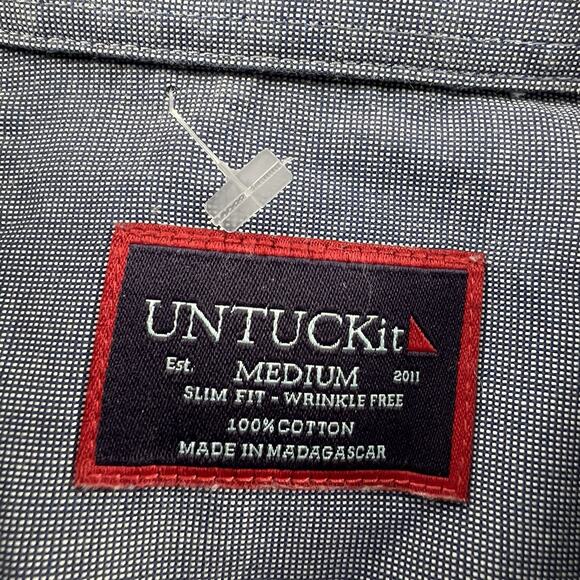 UNTUCKit
Est. MEDIUM 2011
SLIM FIT - WRINKLE FREE
100% COTTON
MADE IN MADAGASCAR